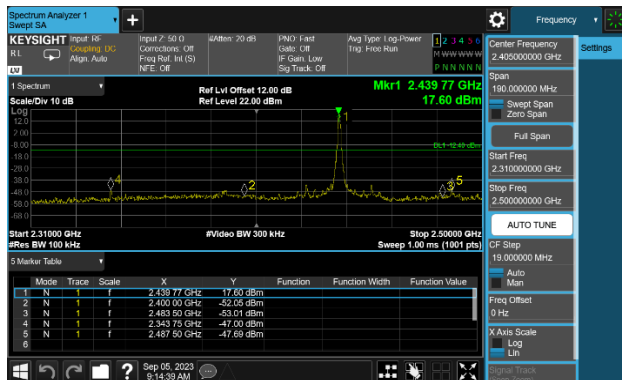 Spectrum Analyzer 1
Swept SA
+
Frequency
KEYSIGHT
RL
Input: RF
Coupling: DC
Align: Auto
Input Z: 50 Ω
Corrections: Off
Freq Ref: Int (S)
NFE: Off
#Atten: 20 dB
PNO: Fast
Gate: Off
IF Gain: Low
Sig Track: Off
Avg Type: Log-Power
Trig: Free Run
1 2 3 4 5 6
M W W W W W
P N N N N N
LW
1 Spectrum
Scale/Div 10 dB
Ref Lvl Offset 12.00 dB
Ref Level 22.00 dBm
Mkr1 2.439 77 GHz
17.60 dBm
Log
12.0
2.00
-8.00
-18.0
-28.0
-38.0
-48.0
-58.0
-68.0
1
DL1 -12.40 dBm
4
2
3
5
Start 2.31000 GHz
#Res BW 100 kHz
#Video BW 300 kHz
Stop 2.50000 GHz
Sweep 1.00 ms (1001 pts)
5 Marker Table
Mode Trace Scale X Y Function Function Width Function Value
1 N 1 f 2.439 77 GHz 17.60 dBm
2 N 1 f 2.400 00 GHz -52.05 dBm
3 N 1 f 2.483 50 GHz -53.01 dBm
4 N 1 f 2.343 75 GHz -47.00 dBm
5 N 1 f 2.487 50 GHz -47.69 dBm
6
?
Sep 05, 2023
9:14:39 AM
Center Frequency
2.405000000 GHz
Settings
Span
190.000000 MHz
Swept Span
Zero Span
Full Span
Start Freq
2.310000000 GHz
Stop Freq
2.500000000 GHz
AUTO TUNE
CF Step
19.000000 MHz
Auto
Man
Freq Offset
0 Hz
X Axis Scale
Log
Lin
Signal Track